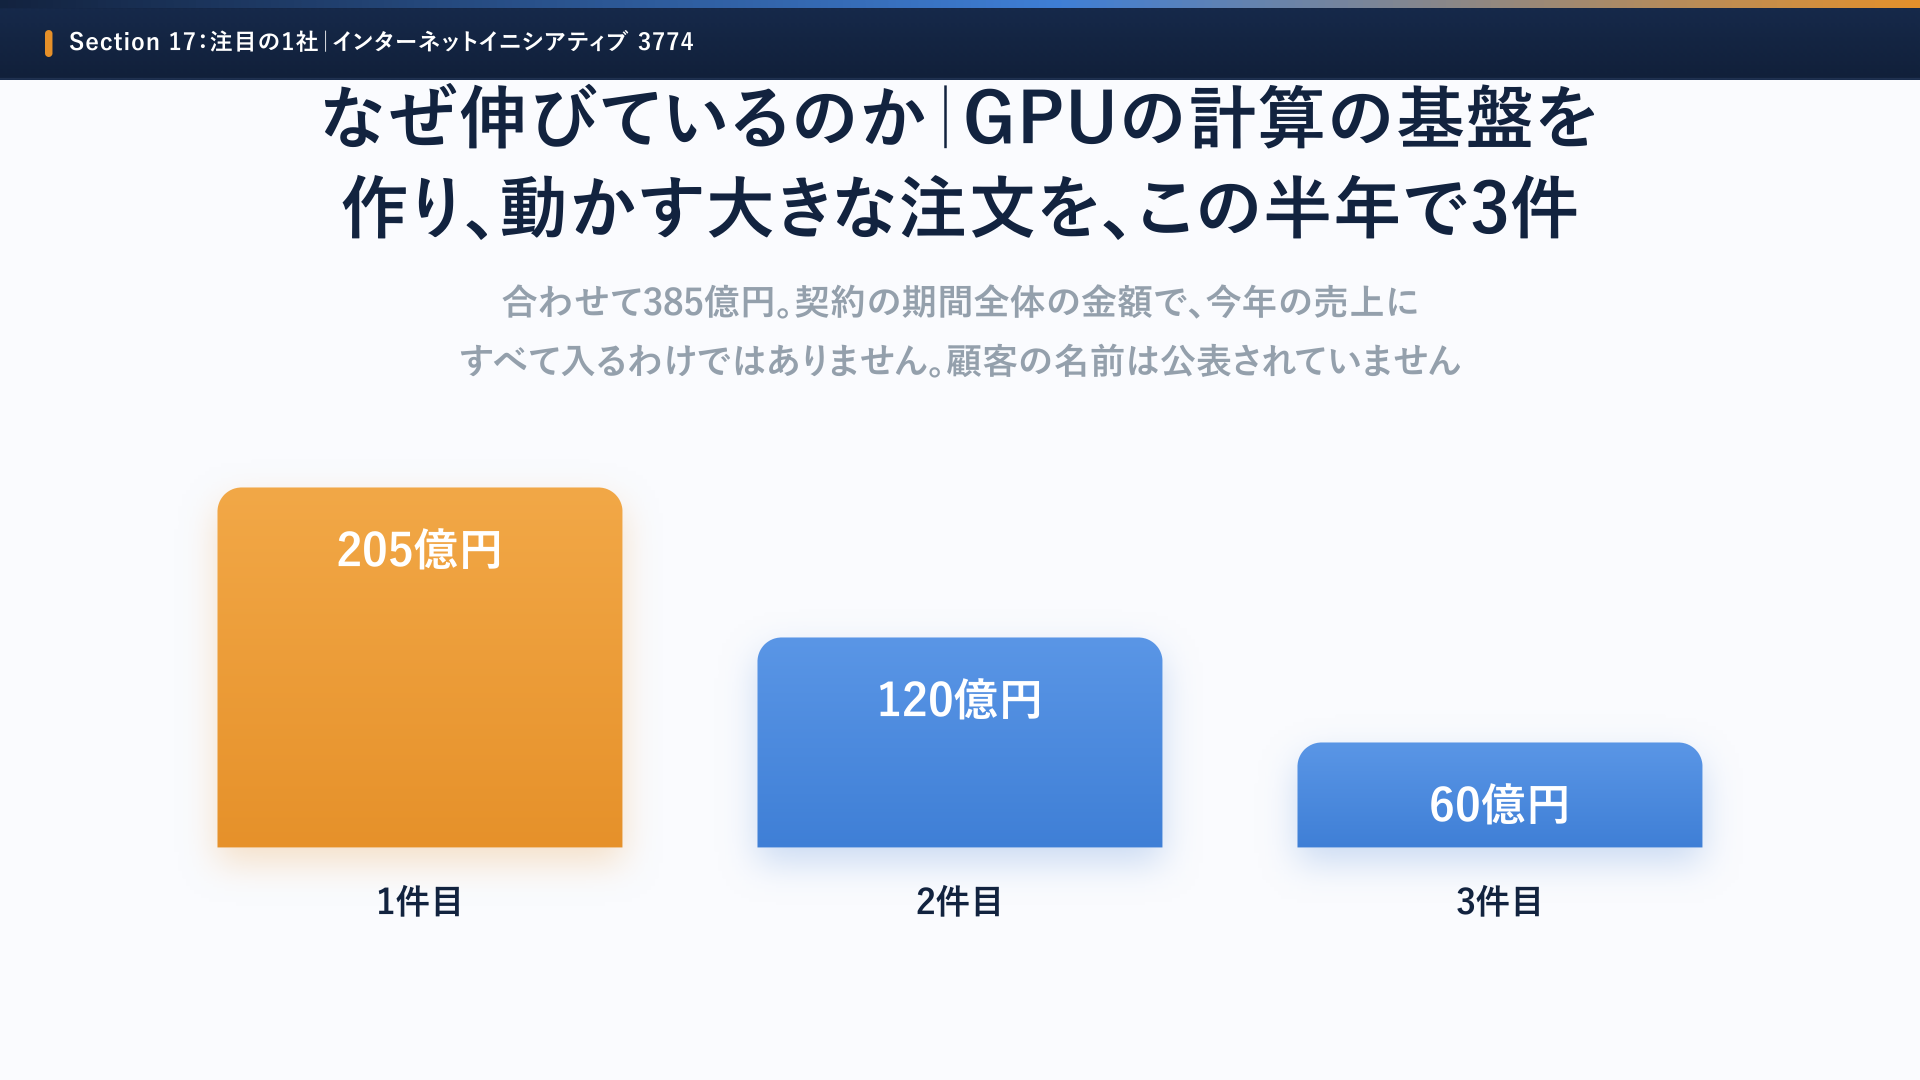 Section 17：注目の1社｜インターネットイニシアティブ 3774
なぜ伸びているのか｜GPUの計算の基盤を
作り、動かす大きな注文を、この半年で3件
合わせて385億円。契約の期間全体の金額で、今年の売上に
すべて入るわけではありません。顧客の名前は公表されていません
205億円
120億円
60億円
1件目
2件目
3件目